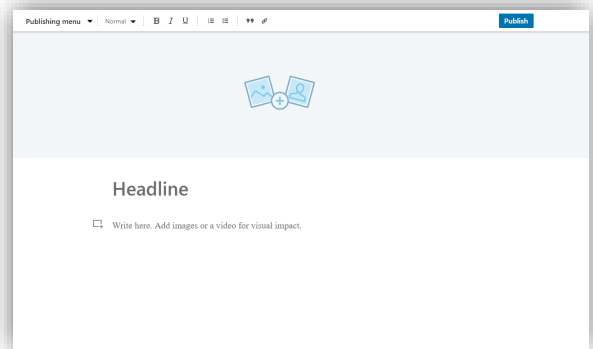 Publishing menu Normal B I U Publish
Headline
Write here. Add images or a video for visual impact.